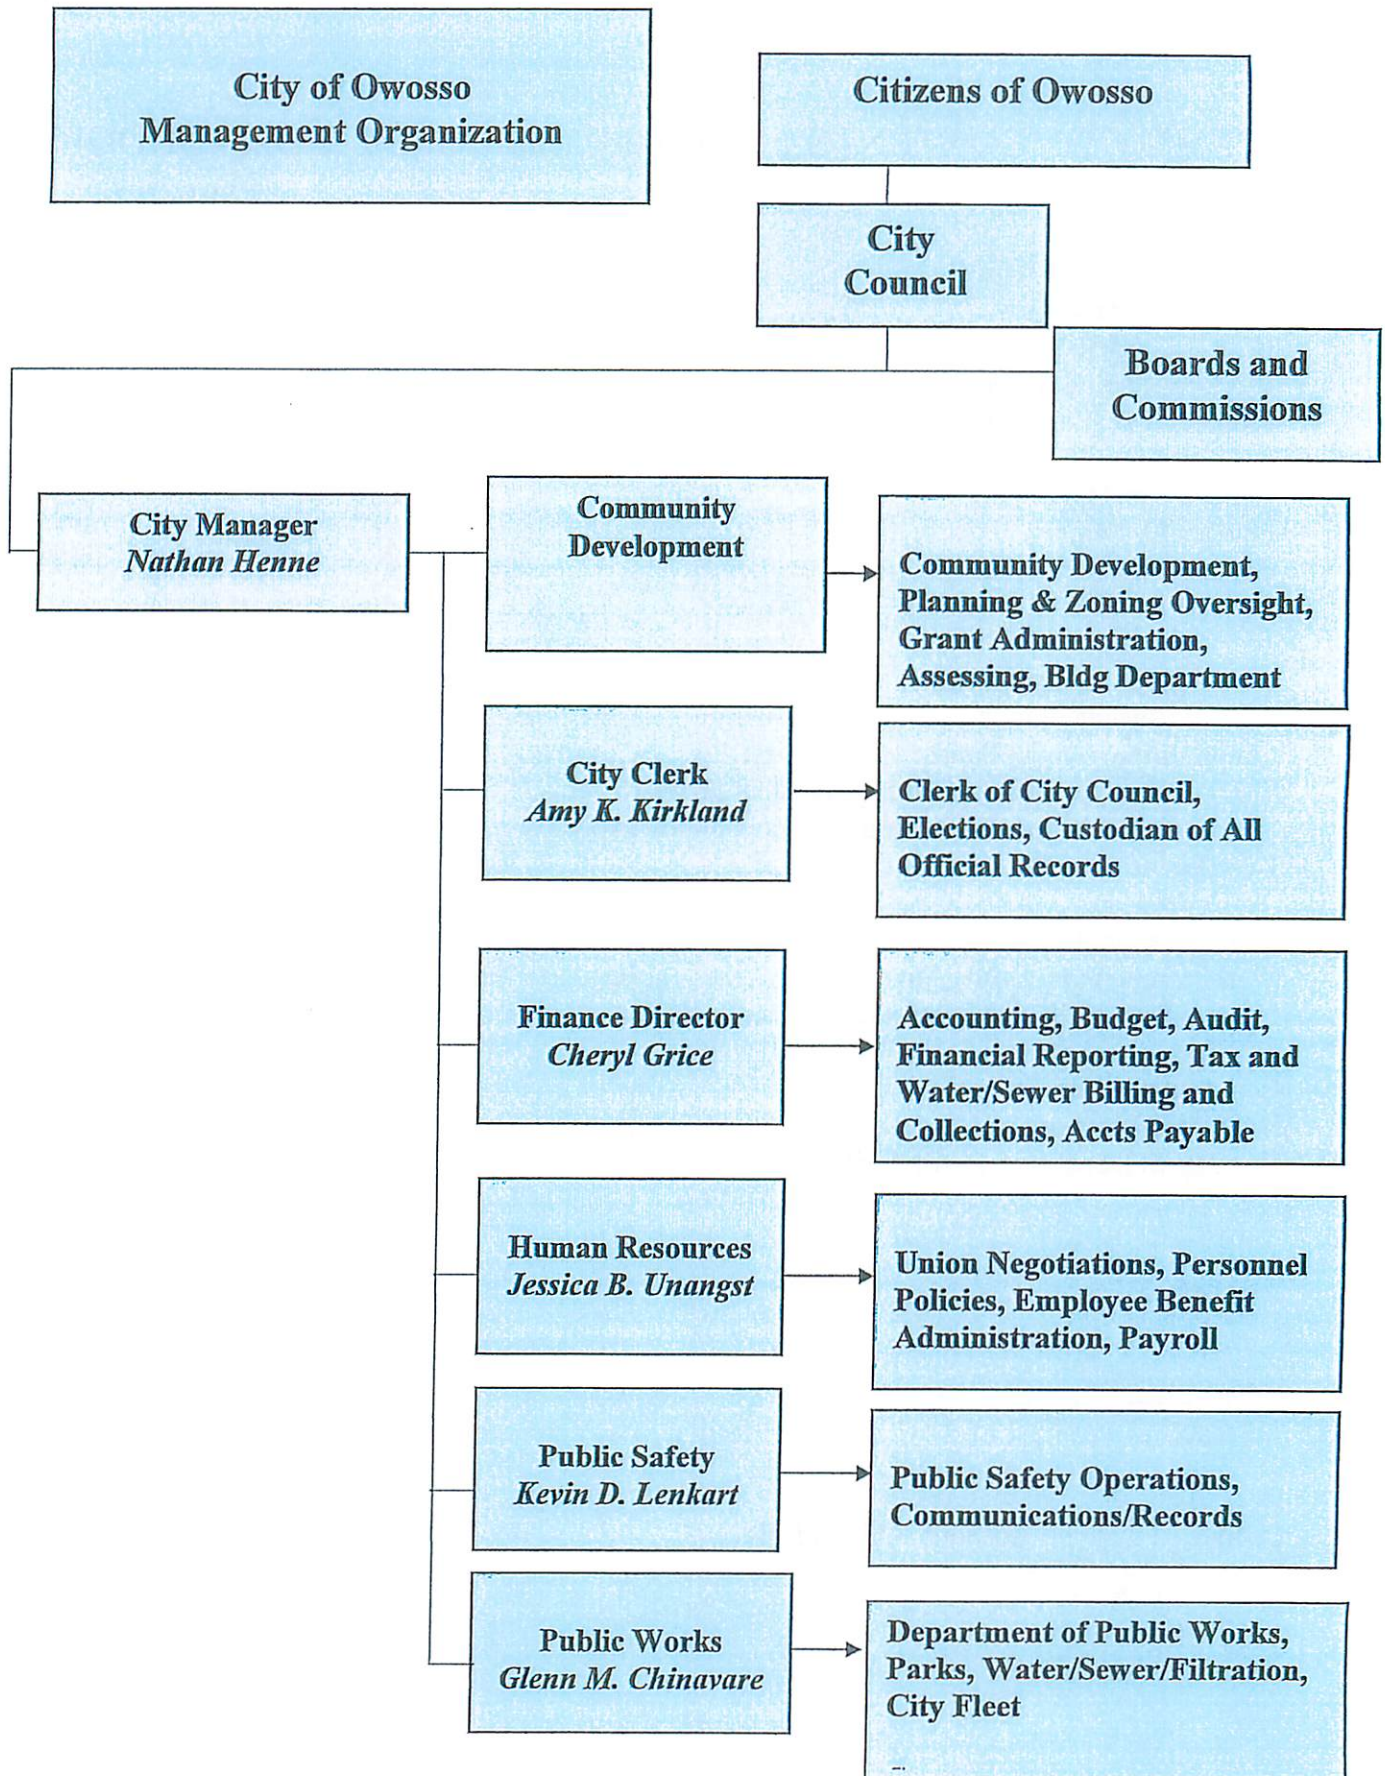 City of Owosso
Management Organization
Citizens of Owosso
City
Council
Boards and
Commissions
City Manager
Nathan Henne
Community
Development
Community Development,
Planning & Zoning Oversight,
Grant Administration,
Assessing, Bldg Department
City Clerk
Amy K. Kirkland
Clerk of City Council,
Elections, Custodian of All
Official Records
Finance Director
Cheryl Grice
Accounting, Budget, Audit,
Financial Reporting, Tax and
Water/Sewer Billing and
Collections, Accts Payable
Human Resources
Jessica B. Unangst
Union Negotiations, Personnel
Policies, Employee Benefit
Administration, Payroll
Public Safety
Kevin D. Lenkart
Public Safety Operations,
Communications/Records
Public Works
Glenn M. Chinavare
Department of Public Works,
Parks, Water/Sewer/Filtration,
City Fleet